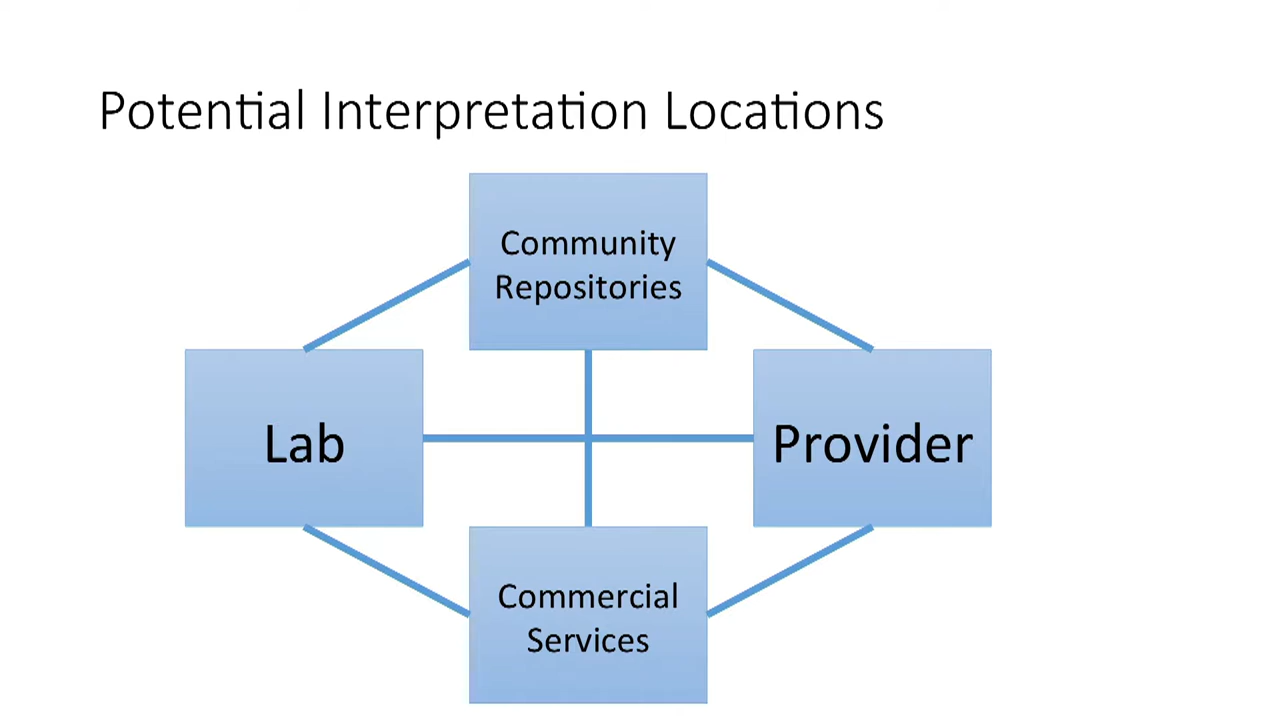 Potential Interpretation Locations
Community
Repositories
Lab
Provider
Commercial
Services